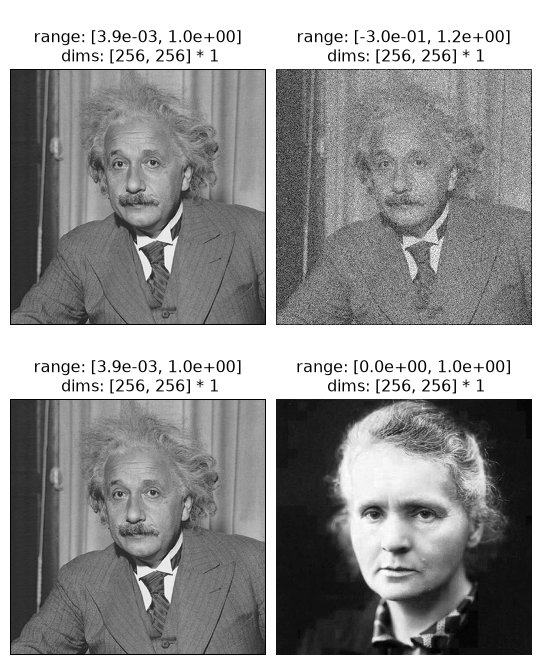 range: [3.9e-03, 1.0e+00]
dims: [256, 256] * 1
range: [-3.0e-01, 1.2e+00]
dims: [256, 256] * 1
range: [3.9e-03, 1.0e+00]
dims: [256, 256] * 1
range: [0.0e+00, 1.0e+00]
dims: [256, 256] * 1